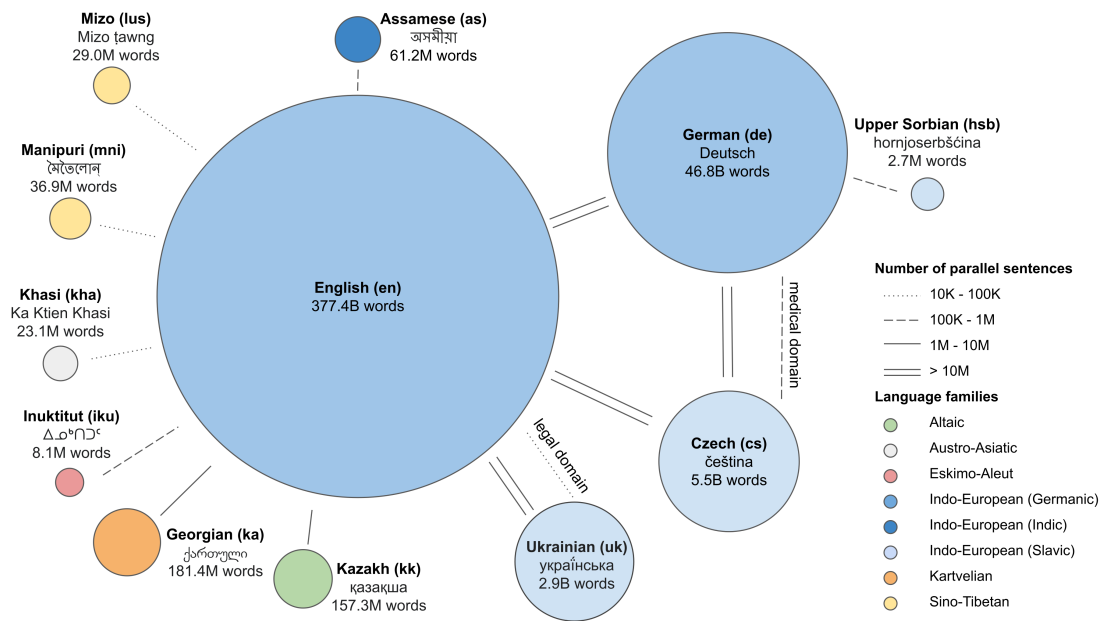 Mizo (lus)
Mizo ṭawng
29.0M words
Assamese (as)
অসমীয়া
61.2M words
German (de)
Deutsch
46.8B words
Upper Sorbian (hsb)
hornjoserbšćina
2.7M words
Manipuri (mni)
মৈতৈলোন্
36.9M words
English (en)
377.4B words
Khasi (kha)
Ka Ktien Khasi
23.1M words
Inuktitut (iku)
ᐃᓄᒃᑎᑐᑦ
8.1M words
Georgian (ka)
ქართული
181.4M words
Kazakh (kk)
қазақша
157.3M words
legal domain
Ukrainian (uk)
українська
2.9B words
medical domain
Czech (cs)
čeština
5.5B words
Number of parallel sentences
10K - 100K
100K - 1M
1M - 10M
> 10M
Language families
Altaic
Austro-Asiatic
Eskimo-Aleut
Indo-European (Germanic)
Indo-European (Indic)
Indo-European (Slavic)
Kartvelian
Sino-Tibetan